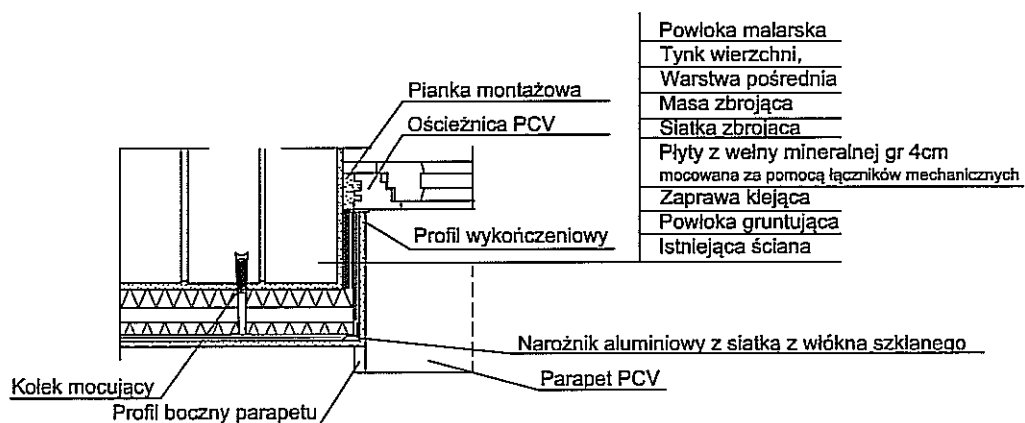 Powłoka malarska
Tynk wierzchni,
Warstwa pośrednia
Masa zbrojąca
Siatka zbrojaca
Płyty z wełny mineralnej gr 4cm
mocowana za pomocą łączników mechanicznych
Zaprawa klejąca
Powłoka gruntująca
Istniejąca ściana
Pianka montażowa
Ościeżnica PCV
Profil wykończeniowy
Narożnik aluminiowy z siatką z włókna szklanego
Parapet PCV
Kołek mocujący
Profil boczny parapetu